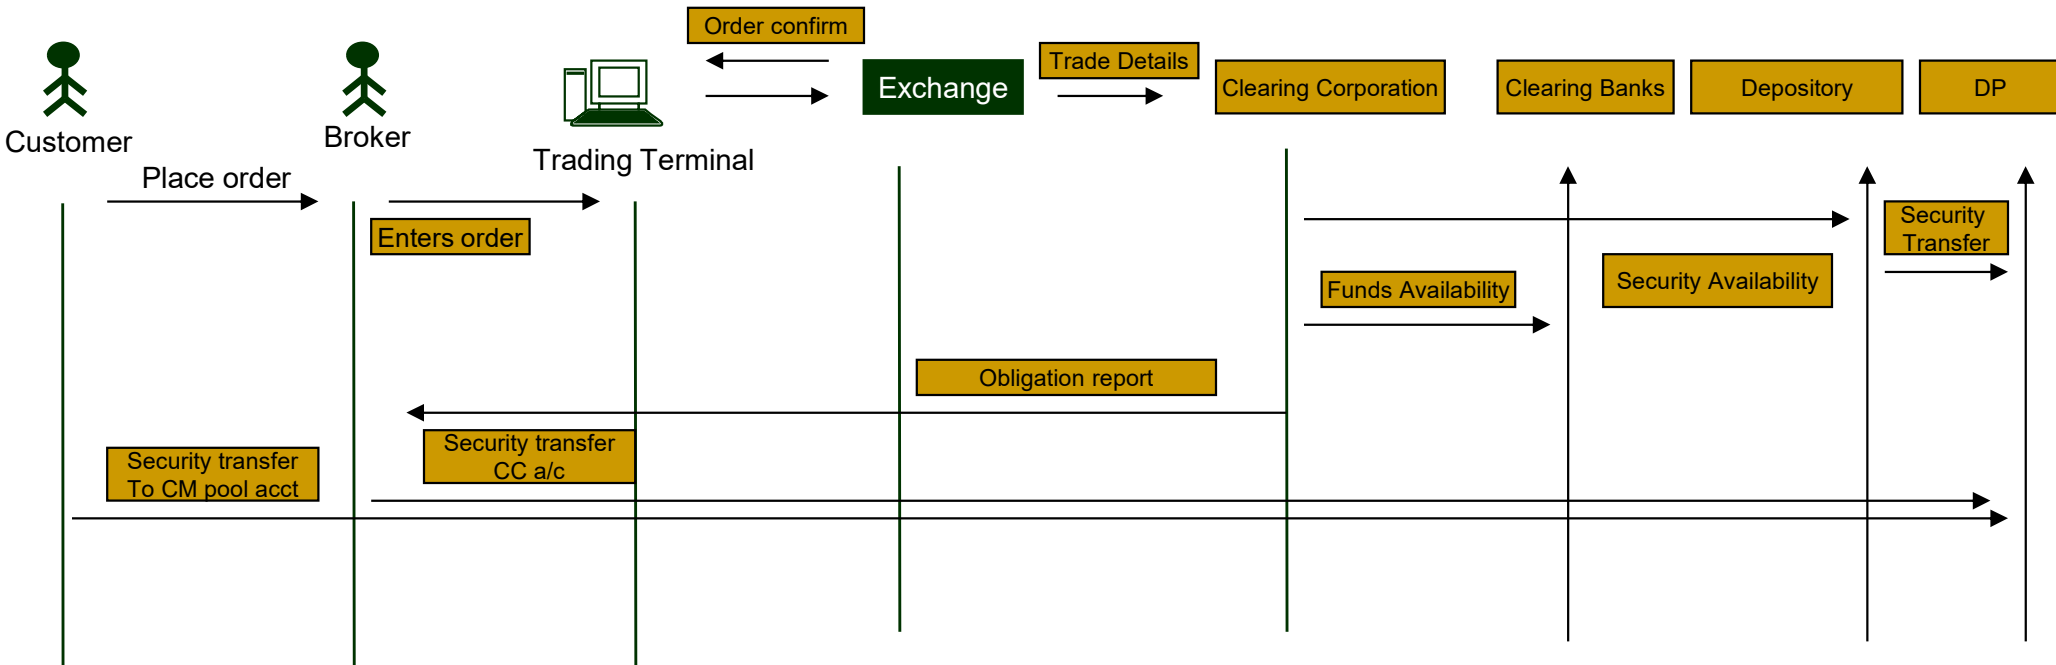 Order confirm
Trade Details
Exchange
Clearing Corporation
Clearing Banks
Depository
DP
Customer
Broker
Trading Terminal
Place order
Enters order
Security
Transfer
Funds Availability
Security Availability
Obligation report
Security transfer
CC a/c
Security transfer
To CM pool acct